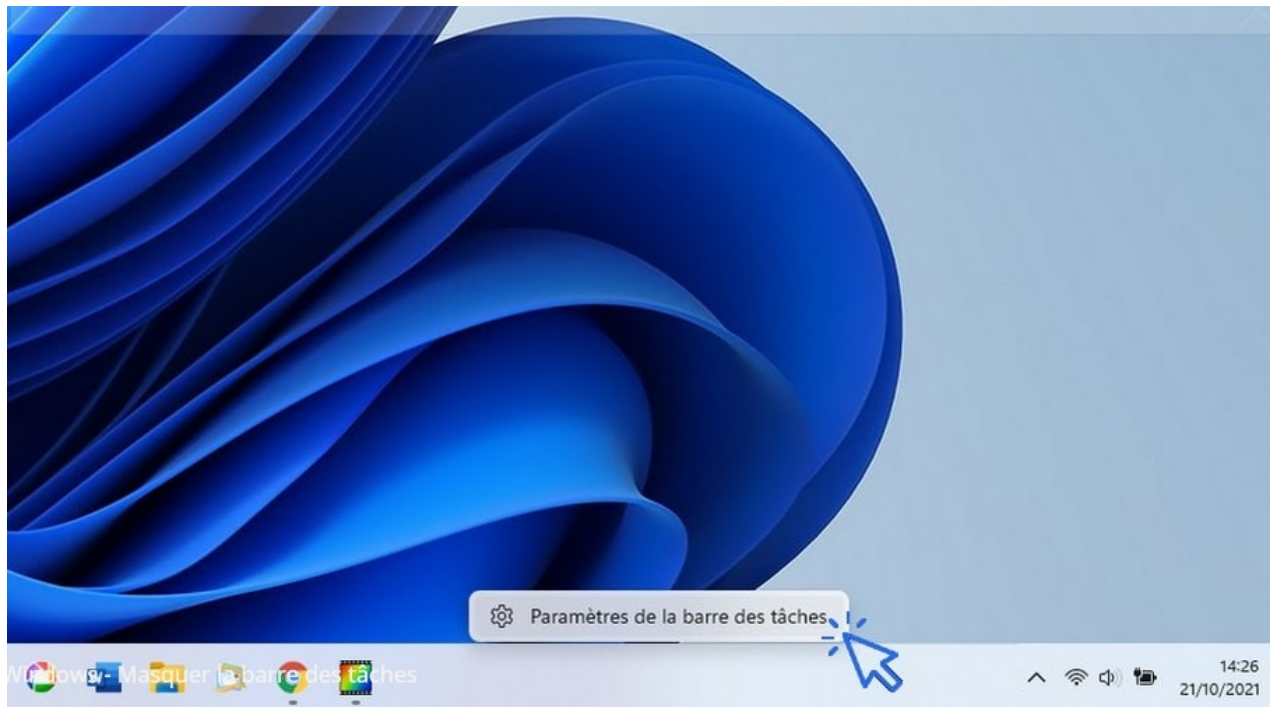 Paramètres de la barre des tâches
Windows - Masquer la barre des tâches
14:26
21/10/2021